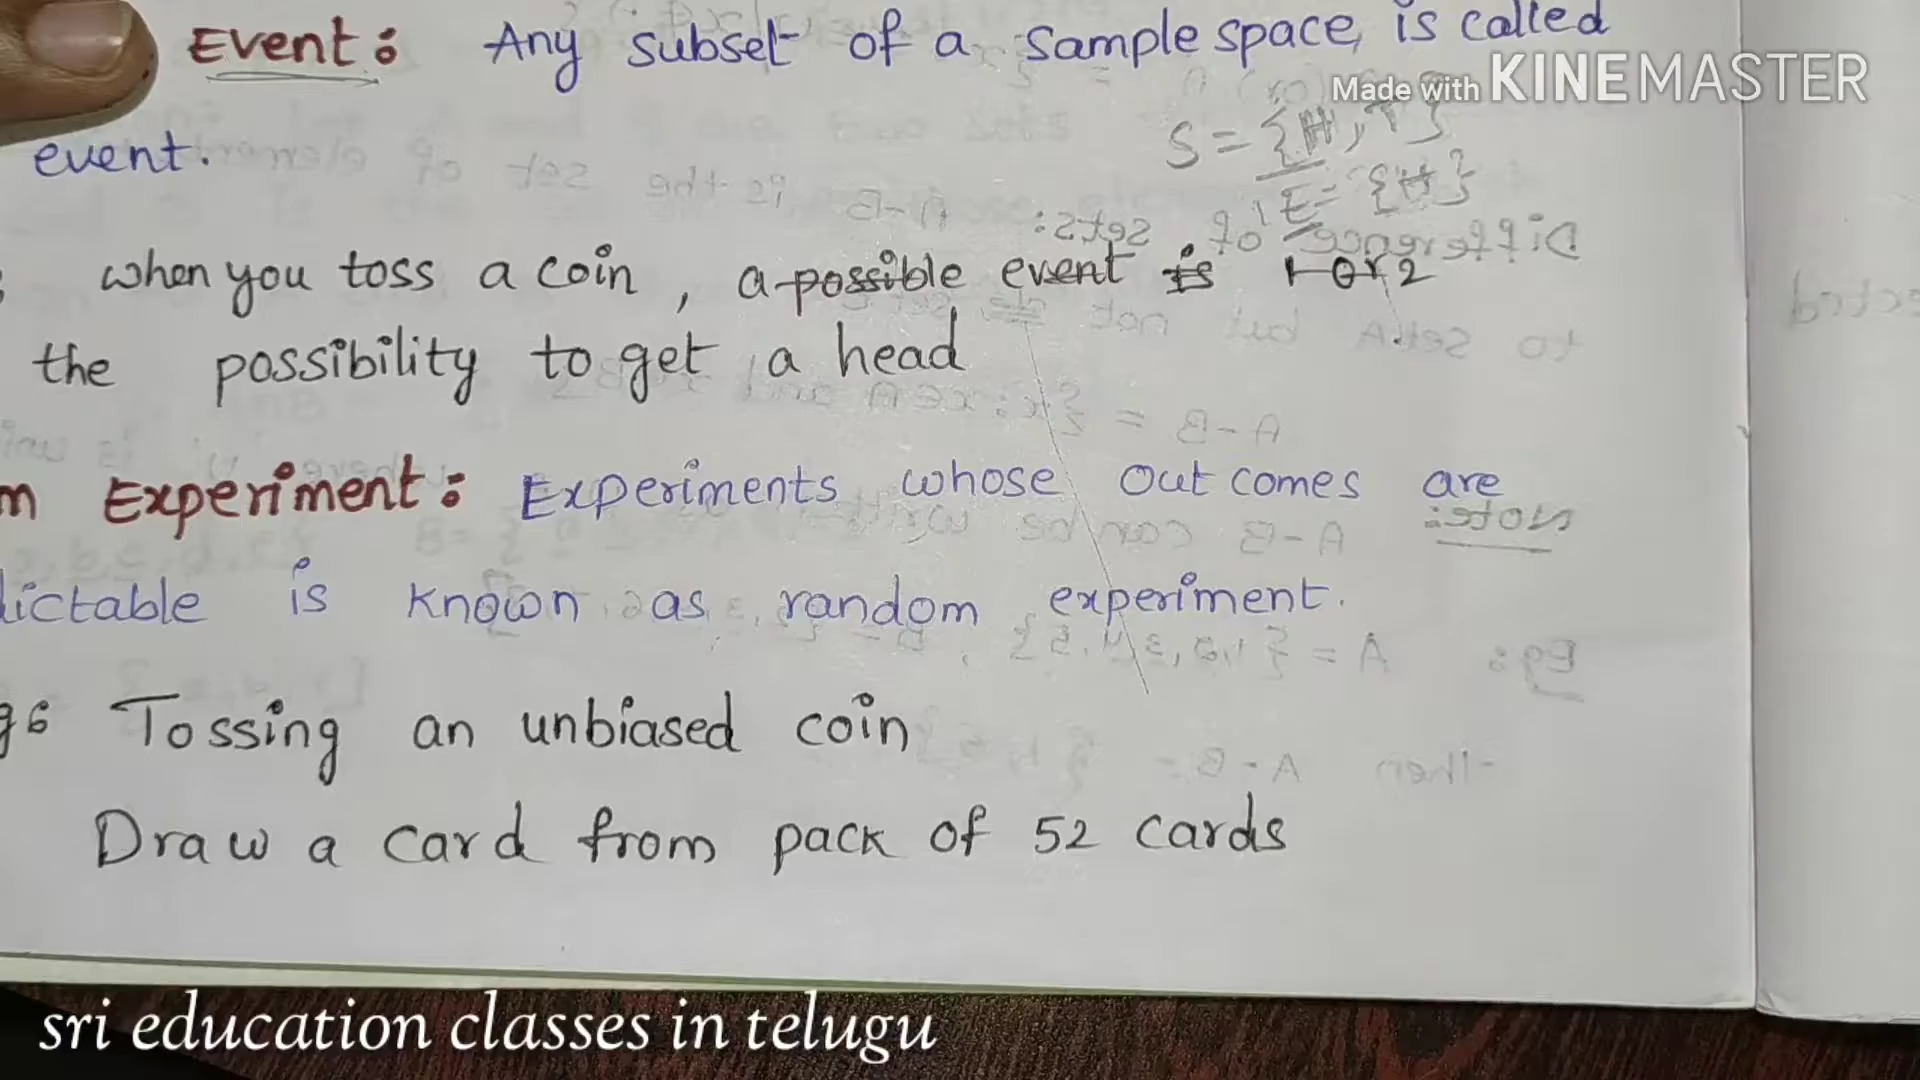 Event: Any subset of a sample space, is called
Made with KINEMASTER
S = {H, T}
event.
E = {H}
when you toss a coin, a possible event is 1 or 2
the possibility to get a head
m Experiment: Experiments whose out comes are
dictable is known as random experiment.
Tossing an unbiased coin
Draw a card from pack of 52 cards
sri education classes in telugu